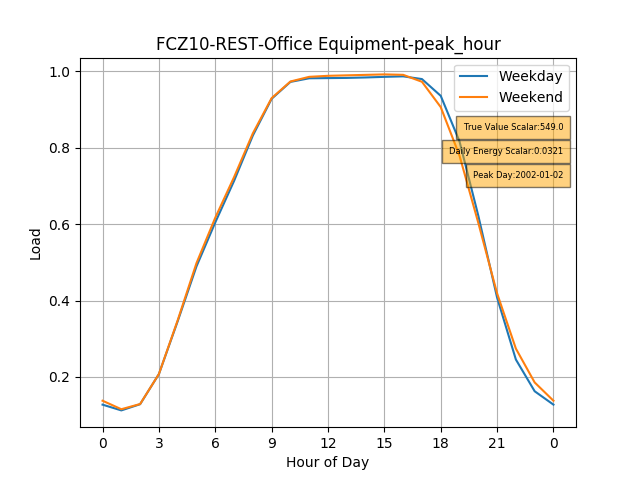 FCZ10-REST-Office Equipment-peak_hour
Weekday
Weekend
True Value Scalar:549.0
Daily Energy Scalar:0.0321
Peak Day:2002-01-02
1.0
0.8
0.6
0.4
0.2
Load
0 3 6 9 12 15 18 21 0
Hour of Day